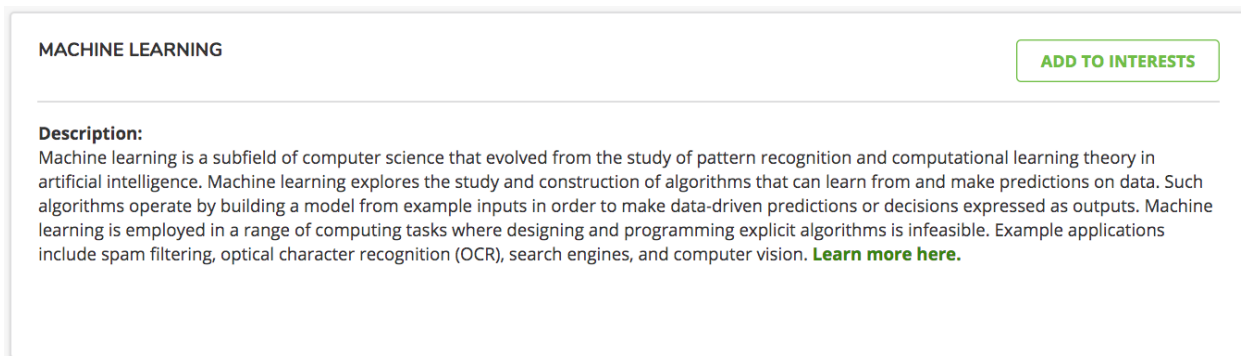 MACHINE LEARNING
ADD TO INTERESTS
Description:
Machine learning is a subfield of computer science that evolved from the study of pattern recognition and computational learning theory in
artificial intelligence. Machine learning explores the study and construction of algorithms that can learn from and make predictions on data. Such
algorithms operate by building a model from example inputs in order to make data-driven predictions or decisions expressed as outputs. Machine
learning is employed in a range of computing tasks where designing and programming explicit algorithms is infeasible. Example applications
include spam filtering, optical character recognition (OCR), search engines, and computer vision. Learn more here.